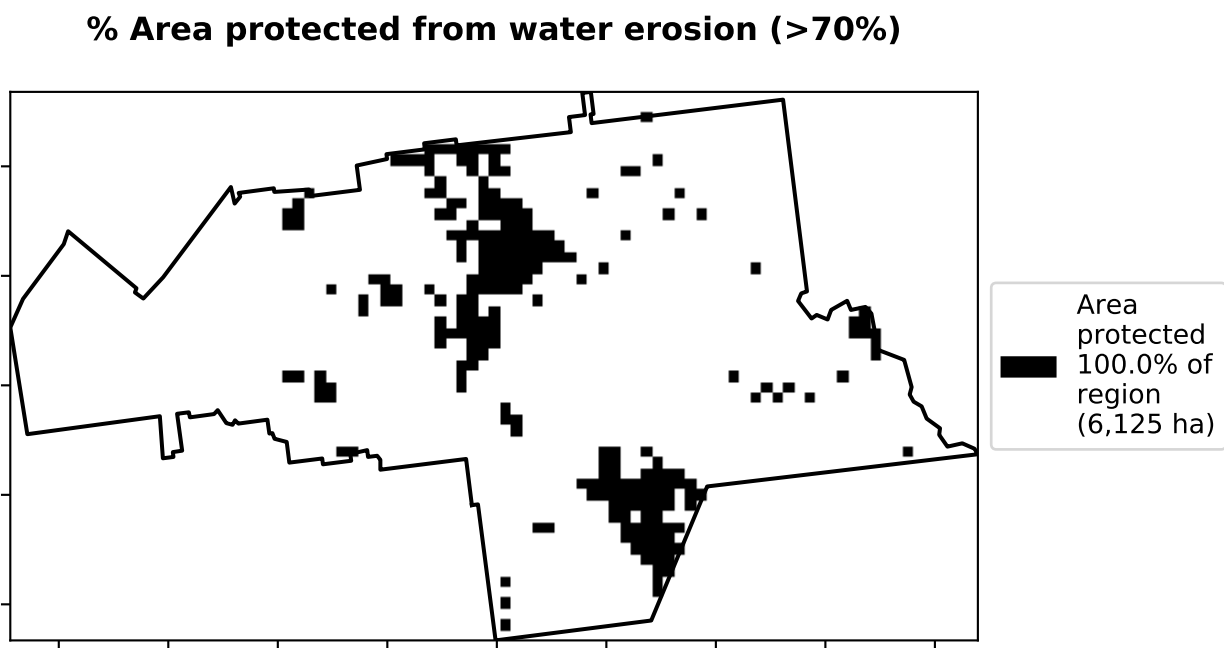 % Area protected from water erosion (>70%)
Area
protected
100.0% of
region
(6,125 ha)